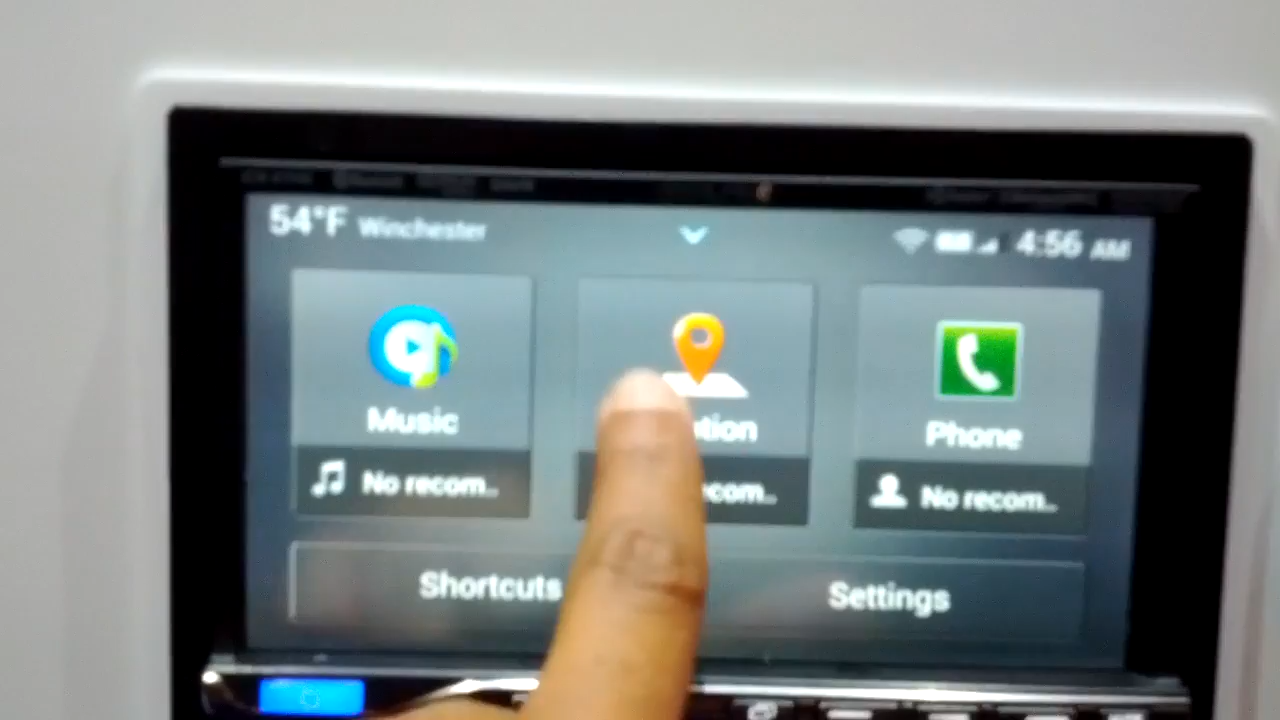 54°F Winchester 4:56 AM
Music
Phone
No recom..
No recom..
Shortcuts
Settings